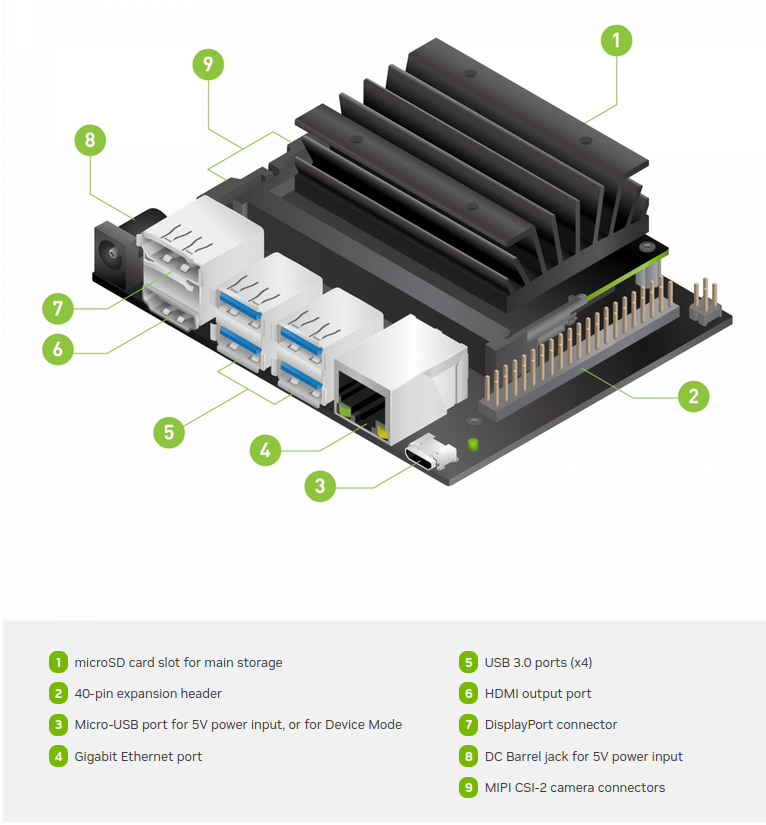 1
9
8
7
6
2
5
4
3
1 microSD card slot for main storage
2 40-pin expansion header
3 Micro-USB port for 5V power input, or for Device Mode
4 Gigabit Ethernet port
5 USB 3.0 ports (x4)
6 HDMI output port
7 DisplayPort connector
8 DC Barrel jack for 5V power input
9 MIPI CSI-2 camera connectors